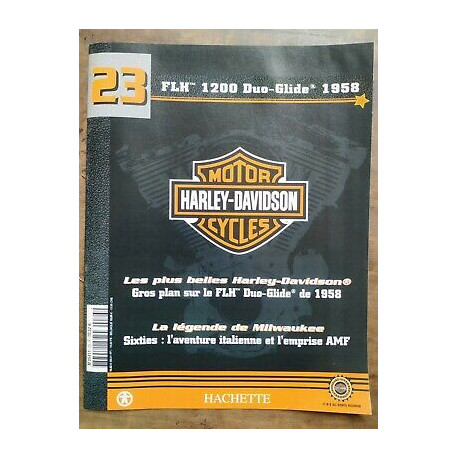 23
FLH™ 1200 Duo-Glide® 1958
MOTOR
HARLEY-DAVIDSON
CYCLES
Les plus belles Harley-Davidson®
Gros plan sur le FLH™ Duo-Glide® de 1958
La légende de Milwaukee
Sixties : l'aventure italienne et l'emprise AMF
HACHETTE